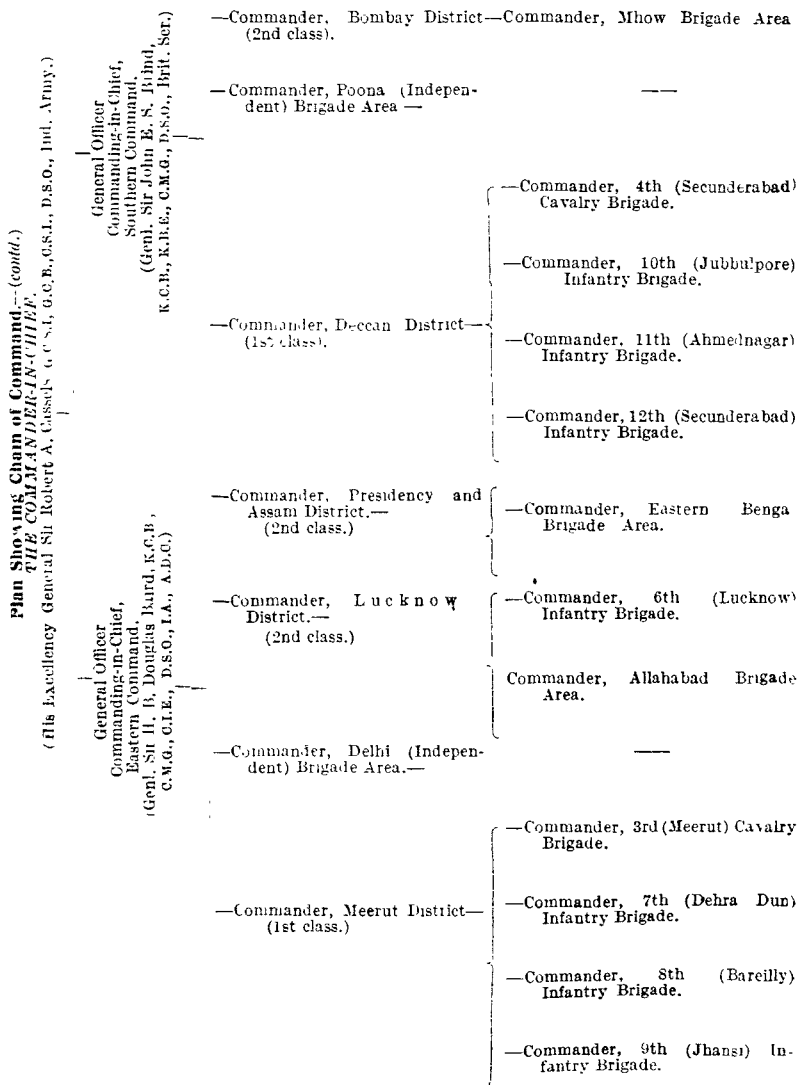 Plan Showing Chain of Command.—(contd.)
THE COMMANDER-IN-CHIEF.
(His Excellency General Sir Robert A. Cassels G.C.S.I., G.C.B., C.S.I., D.S.O., Ind. Army.)
General Officer
Commanding-in-Chief,
Southern Command.
(Genl. Sir John E. S. Brind,
K.C.B., K.B.E., C.M.G., D.S.O., Brit. Ser.)
—Commander, Bombay District—Commander, Mhow Brigade Area
(2nd class).
—Commander, Poona (Indepen-
dent) Brigade Area —
—Commander, Deccan District—
(1st class).
—Commander, 4th (Secunderabad)
Cavalry Brigade.
—Commander, 10th (Jubbulpore)
Infantry Brigade.
—Commander, 11th (Ahmednagar)
Infantry Brigade.
—Commander, 12th (Secunderabad)
Infantry Brigade.
General Officer
Commanding-in-Chief,
Eastern Command.
(Genl. Sir H. B. Douglas Baird, K.C.B,
C.M.G., C.I.E., D.S.O., I.A., A.D.C.)
—Commander, Presidency and
Assam District.—
(2nd class.)
—Commander, Eastern Benga
Brigade Area.
—Commander, Lucknow
District.—
(2nd class.)
—Commander, 6th (Lucknow)
Infantry Brigade.
Commander, Allahabad Brigade
Area.
—Commander, Delhi (Indepen-
dent) Brigade Area.—
—Commander, Meerut District—
(1st class.)
—Commander, 3rd (Meerut) Cavalry
Brigade.
—Commander, 7th (Dehra Dun)
Infantry Brigade.
—Commander, 8th (Bareilly)
Infantry Brigade.
—Commander, 9th (Jhansi) In-
fantry Brigade.